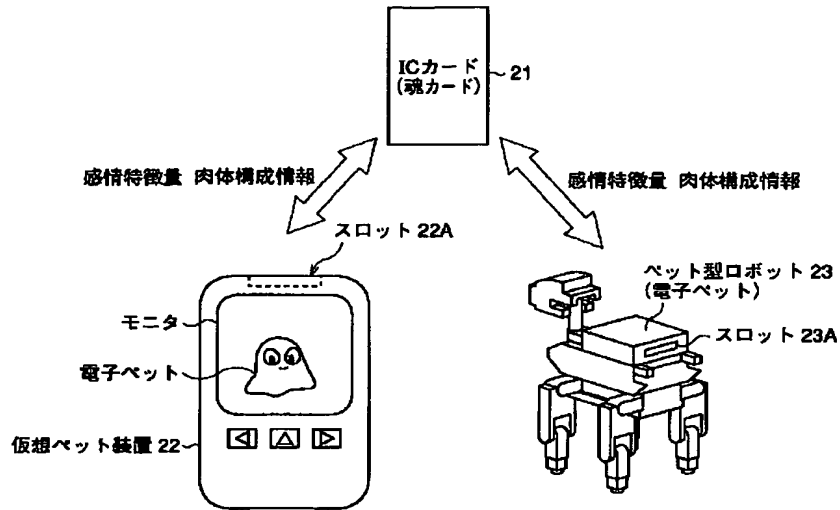 ICカード
(魂カード)
21
感情特徴量 肉体構成情報
感情特徴量 肉体構成情報
スロット 22A
ペット型ロボット 23
(電子ペット)
モニタ
スロット 23A
電子ペット
仮想ペット装置 22